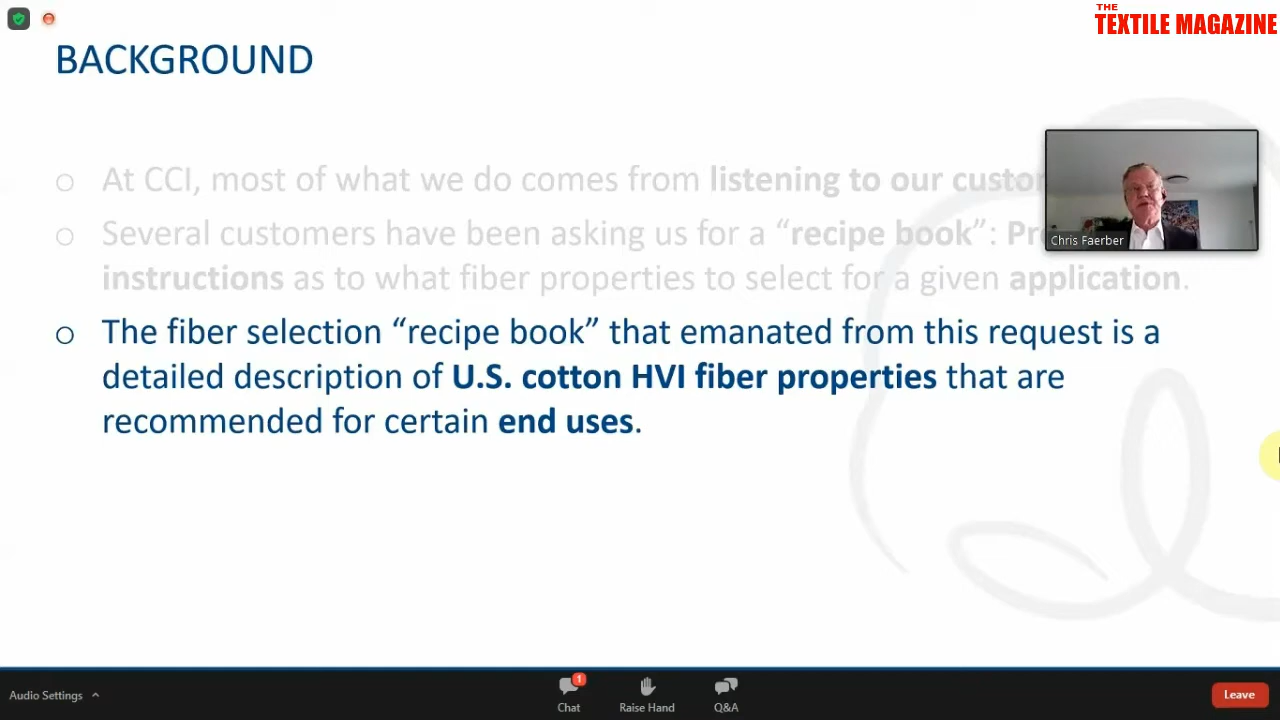 THE
TEXTILE MAGAZINE
BACKGROUND
○ At CCI, most of what we do comes from listening to our
○ Several customers have been asking us for a “recipe book”:
instructions as to what fiber properties to select for a given application.
Chris Faerber
○ The fiber selection “recipe book” that emanated from this request is a
detailed description of U.S. cotton HVI fiber properties that are
recommended for certain end uses.
Audio Settings
1
Chat
Raise Hand
Q&A
Leave